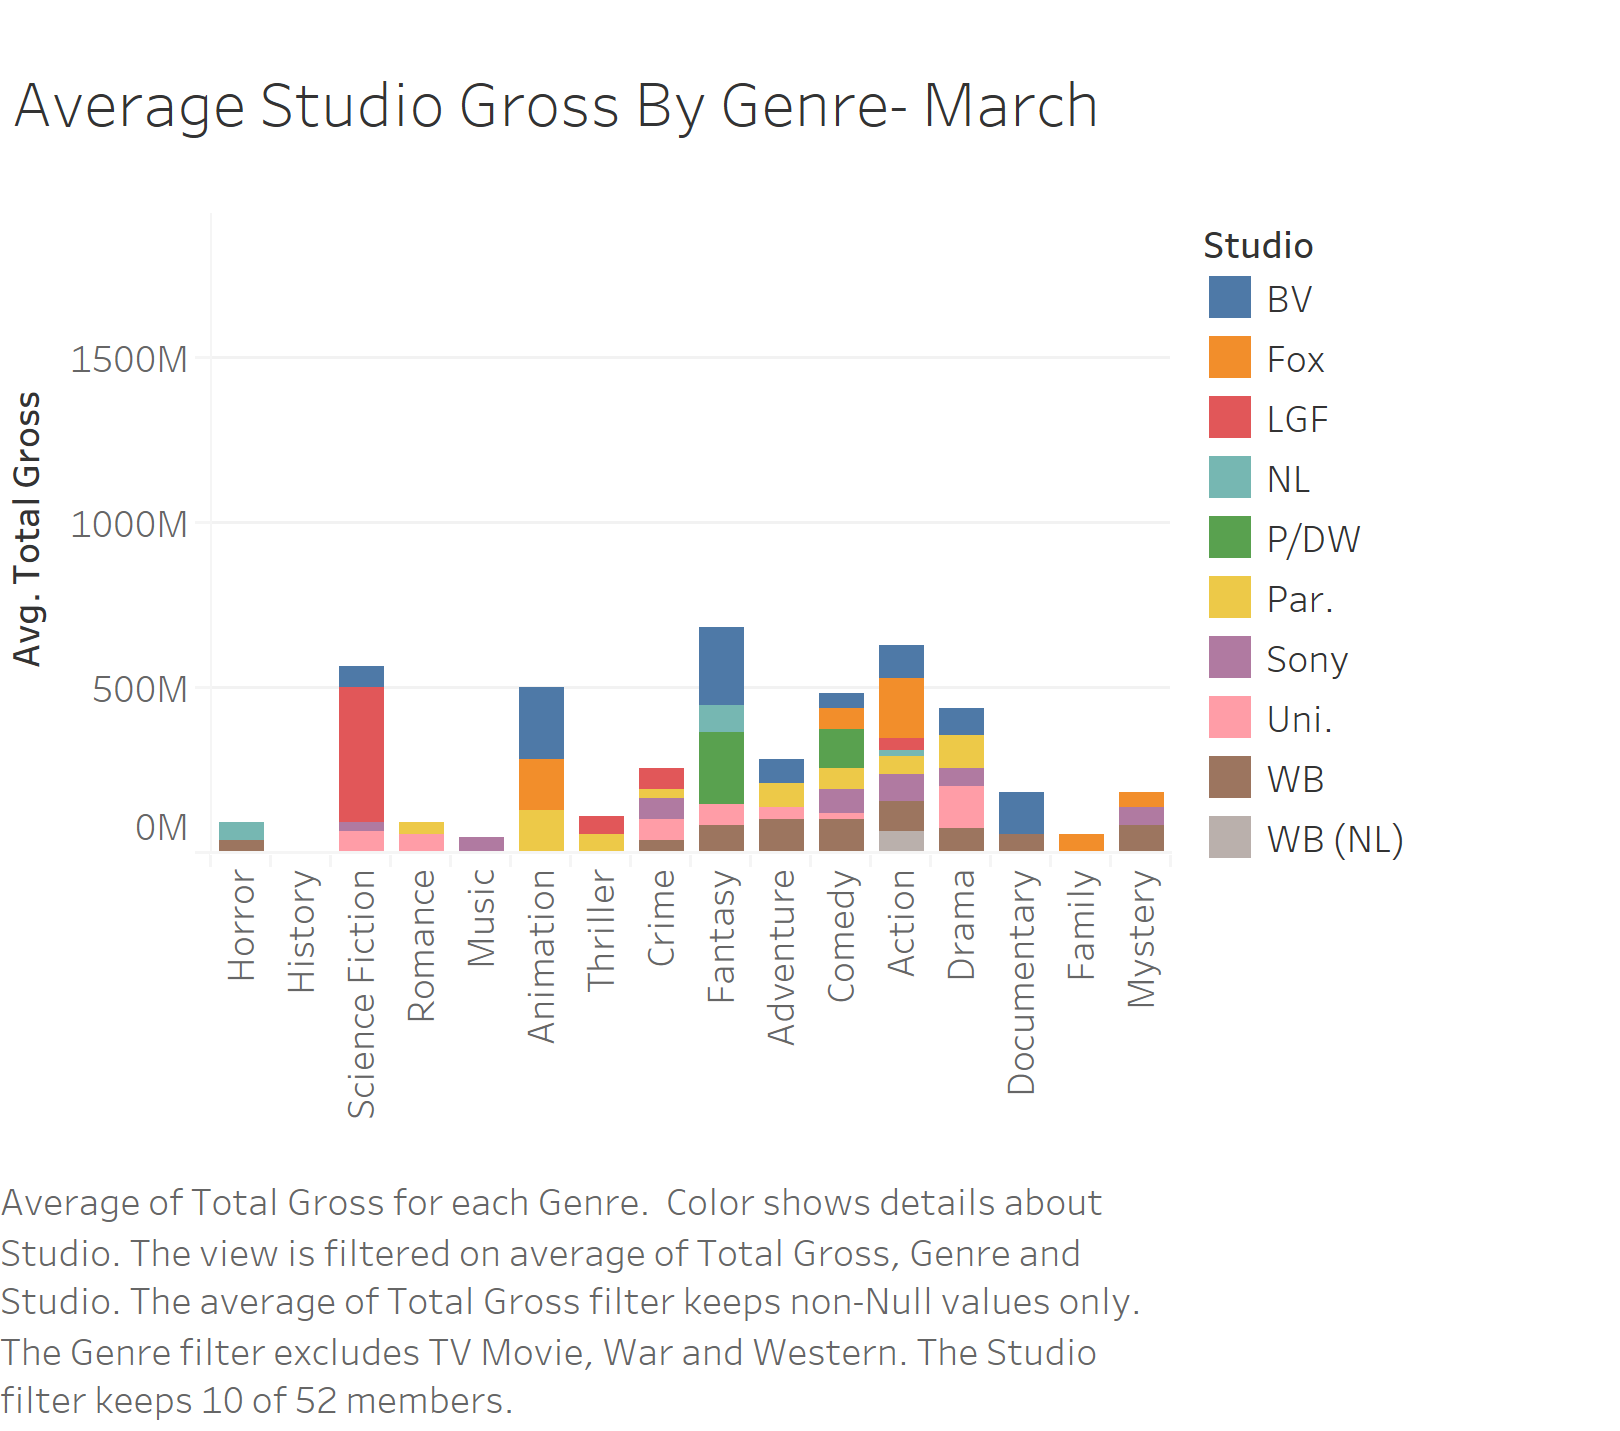 Average Studio Gross By Genre- March
Avg. Total Gross
1500M
1000M
500M
0M
Horror
History
Science Fiction
Romance
Music
Animation
Thriller
Crime
Fantasy
Adventure
Comedy
Action
Drama
Documentary
Family
Mystery
Studio
BV
Fox
LGF
NL
P/DW
Par.
Sony
Uni.
WB
WB (NL)
Average of Total Gross for each Genre.  Color shows details about
Studio. The view is filtered on average of Total Gross, Genre and
Studio. The average of Total Gross filter keeps non-Null values only.
The Genre filter excludes TV Movie, War and Western. The Studio
filter keeps 10 of 52 members.